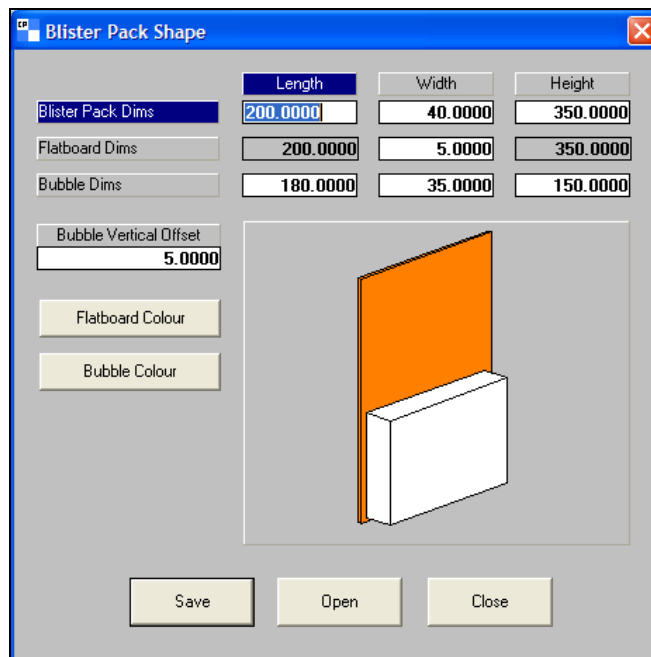 CP
Blister Pack Shape
Length Width Height
Blister Pack Dims 200.0000 40.0000 350.0000
Flatboard Dims 200.0000 5.0000 350.0000
Bubble Dims 180.0000 35.0000 150.0000
Bubble Vertical Offset
5.0000
Flatboard Colour
Bubble Colour
Save Open Close